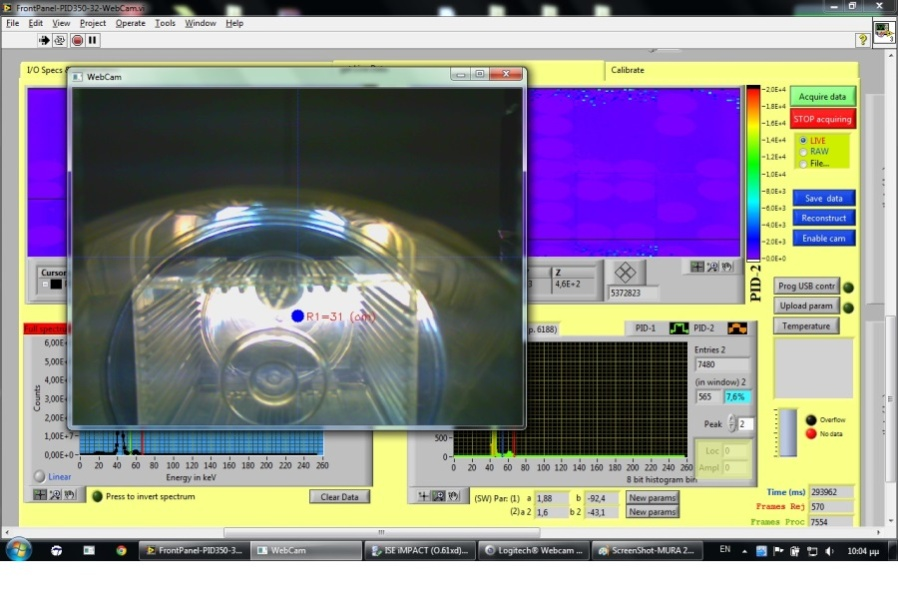 FrontPanel-PID350-32-WebCam.vi
File Edit View Project Operate Tools Window Help
I/O Specs &
Calibrate
WebCam
R1=31 (cm)
2.0E+4
1.8E+4
1.6E+4
1.4E+4
1.2E+4
1.0E+4
8.0E+3
6.0E+3
4.0E+3
2.0E+3
0.0E+0
PID-2
Acquire data
STOP acquiring
LIVE
RAW
File...
Save data
Reconstruct
Enable cam
Prog USB contr
Upload param
Temperature
Cursor
Z
3 4,6E+2
5372823
Full spectru
p. 6188)
PID-1 PID-2
Entries 2
7480
(in window) 2
565 7,6%
Peak 2
Loc 0
Ampl 0
6,00E
5,00E
4,00E
3,00E
2,00E
1,00E+7
0,00E+0
Counts
0 20 40 60 80 100 120 140 160 180 200 220 240 260
Energy in keV
Linear
Press to invert spectrum
Clear Data
500
0
0 20 40 60 80 100 120 140 160 180 200 220 240 260
8 bit histogram bin
(SW) Par: (1) a 1,88 b -92,4 New params
(2) a 2 1,6 b 2 -43,1 New params
Overflow
No data
Time (ms) 293962
Frames Rej 570
Frames Proc 7554
FrontPanel-PID350-3...
WebCam
ISE iMPACT (O.61xd)...
Logitech® Webcam ...
ScreenShot-MURA 2...
EN
10:04 μμ